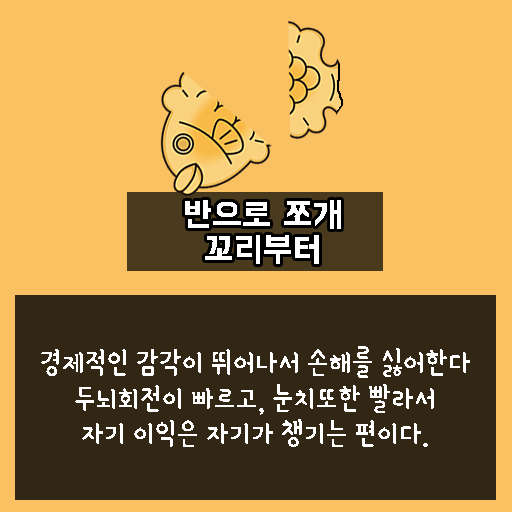 반으로 쪼개
꼬리부터
경제적인 감각이 뛰어나서 손해를 싫어한다
두뇌회전이 빠르고, 눈치또한 빨라서
자기 이익은 자기가 챙기는 편이다.